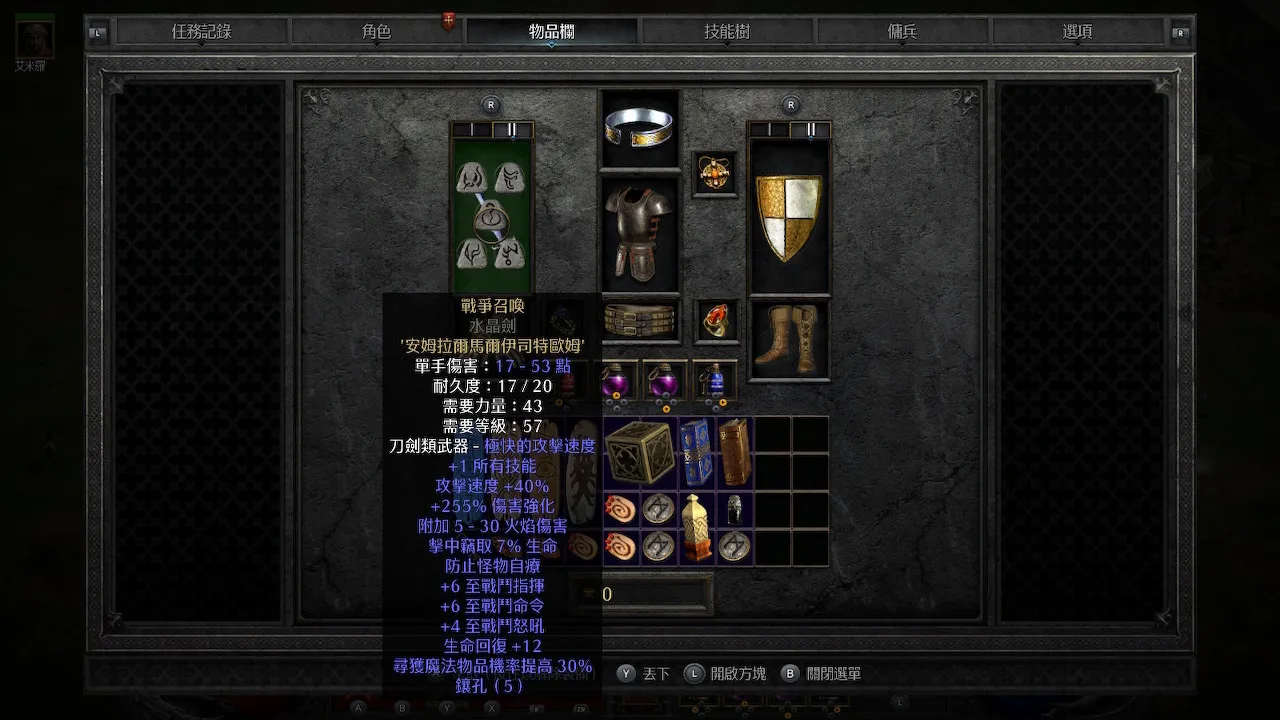 L
任務記錄
角色
物品欄
技能樹
傭兵
選項
R
艾米羅
R
R
I
II
I
II
戰爭召喚
水晶劍
'安姆拉爾馬爾伊司特歐姆'
單手傷害：17 - 53 點
耐久度：17 / 20
需要力量：43
需要等級：57
刀劍類武器 - 極快的攻擊速度
+1 所有技能
攻擊速度 +40%
+255% 傷害強化
附加 5 - 30 火焰傷害
擊中竊取 7% 生命
防止怪物自療
+6 至戰鬥指揮
+6 至戰鬥命令
+4 至戰鬥怒吼
生命回復 +12
尋獲魔法物品機率提高 30%
鑲孔（5）
0
Y 丟下
L 開啟方塊
B 關閉選單
A
B
Y
X
R
ZR
L